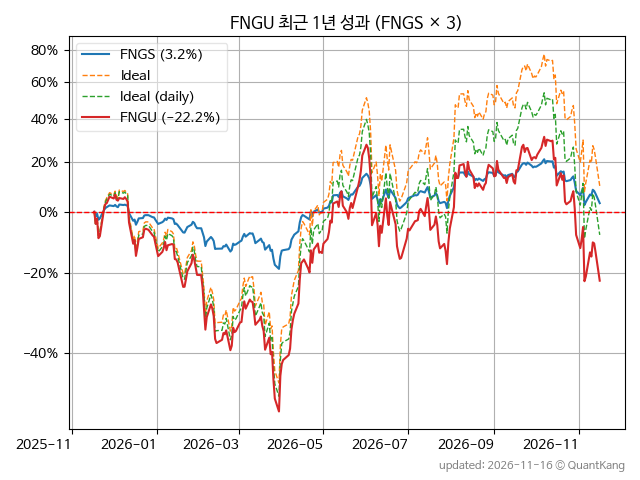 FNGU 최근 1년 성과 (FNGS × 3)
80%
60%
40%
20%
0%
−20%
−40%
FNGS (3.2%)
Ideal
Ideal (daily)
FNGU (−22.2%)
2025-11
2026-01
2026-03
2026-05
2026-07
2026-09
2026-11
updated: 2026-11-16 ⓒ QuantKang